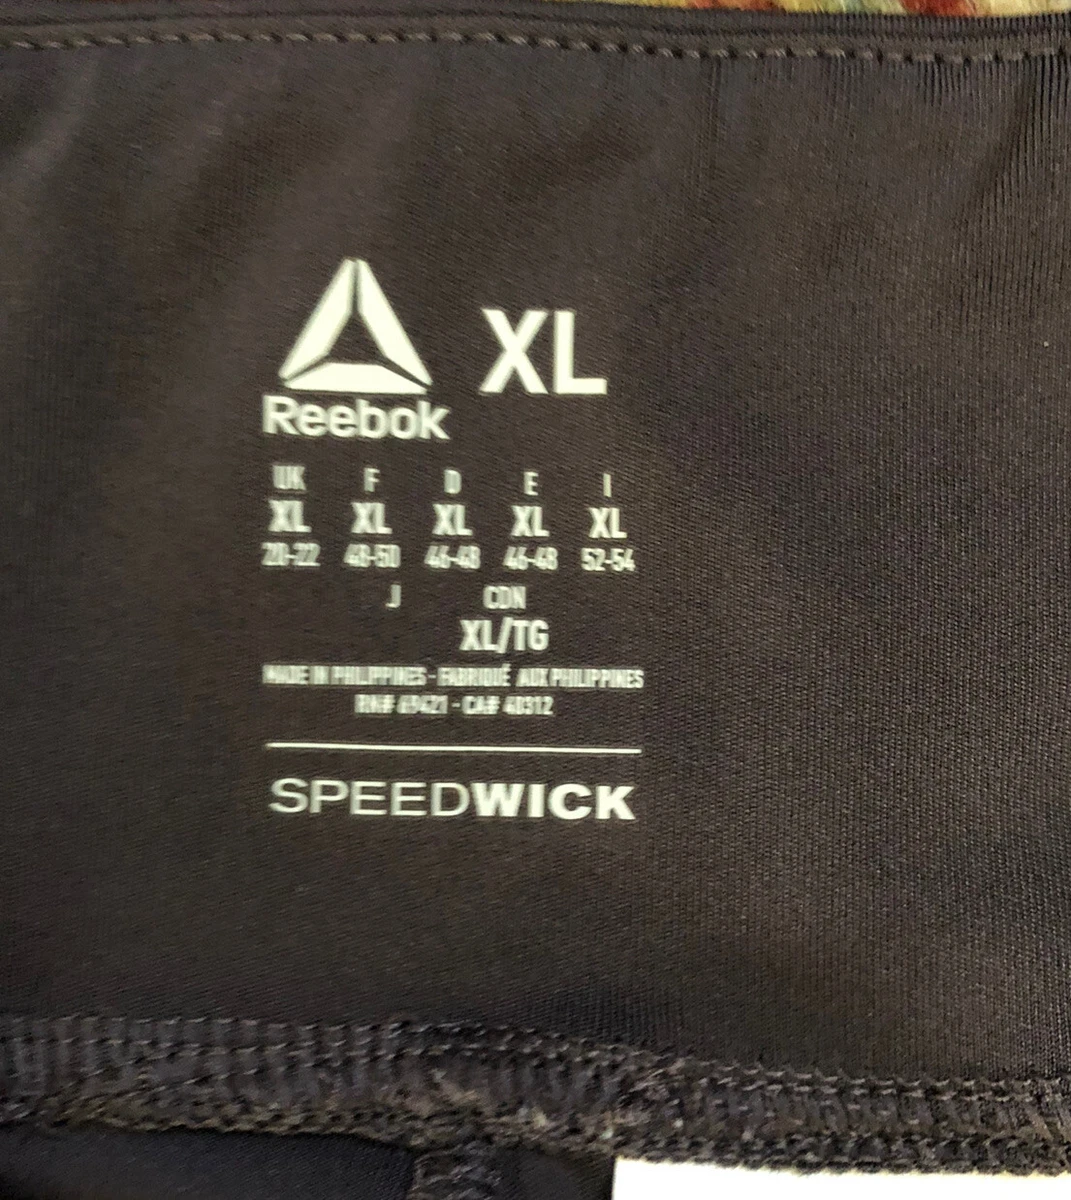 XL
Reebok
UK F D E I
XL XL XL XL XL
20-22 48-50 46-48 46-48 52-54
J CDN
XL/TG
MADE IN PHILIPPINES - FABRIQUÉ AUX PHILIPPINES
RN# 69421 - CA# 40312
SPEEDWICK